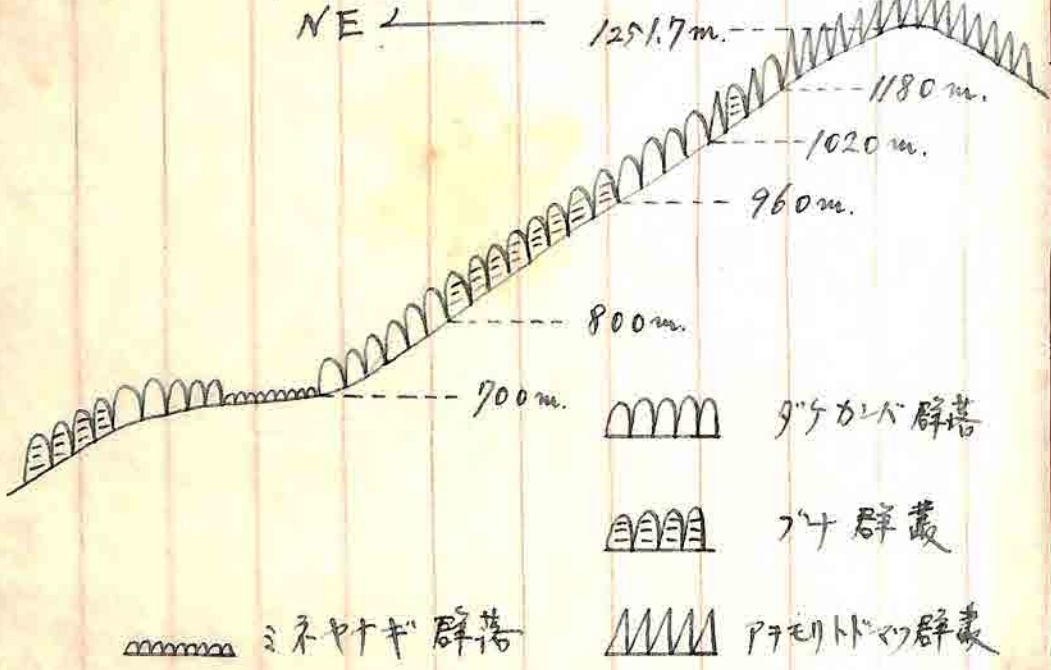 NE
1251.7m.
1180m.
1020m.
960m.
800m.
700m.
ダケカンバ群落
ブナ群叢
ミネヤナギ群落
アオモリトドマツ群叢